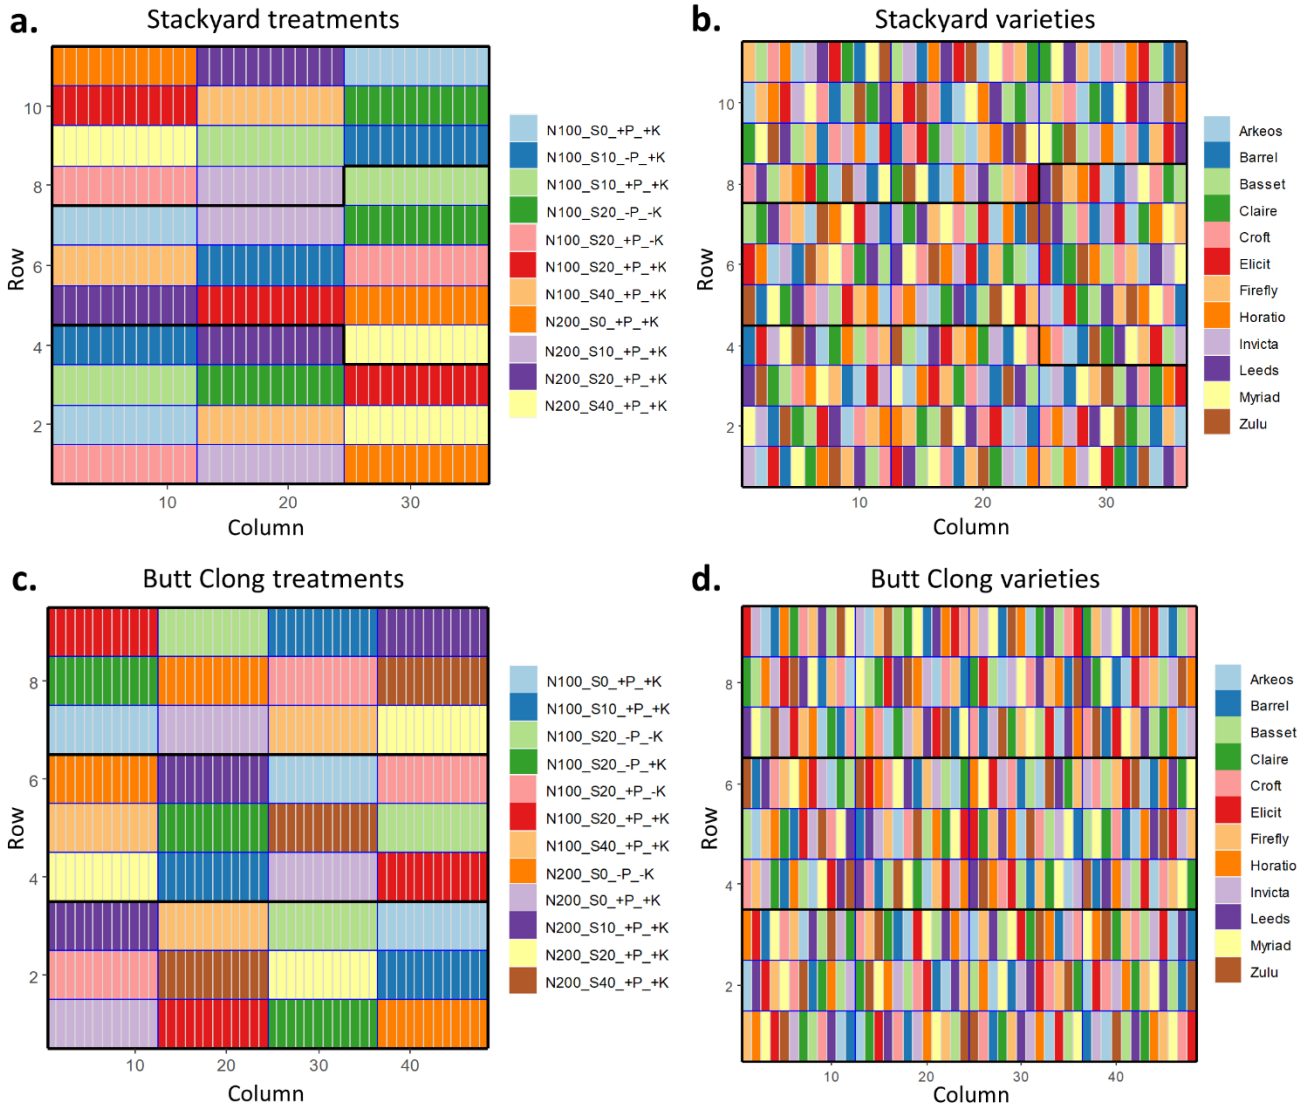 a. Stackyard treatments
10
8
6
4
2
Row
10 20 30
Column
N100_S0_+P_+K
N100_S10_-P_+K
N100_S10_+P_+K
N100_S20_-P_-K
N100_S20_+P_-K
N100_S20_+P_+K
N100_S40_+P_+K
N200_S0_+P_+K
N200_S10_+P_+K
N200_S20_+P_+K
N200_S40_+P_+K
b. Stackyard varieties
10
8
6
4
2
Row
10 20 30
Column
Arkeos
Barrel
Basset
Claire
Croft
Elicit
Firefly
Horatio
Invicta
Leeds
Myriad
Zulu
c. Butt Clong treatments
8
6
4
2
Row
10 20 30 40
Column
N100_S0_+P_+K
N100_S10_+P_+K
N100_S20_-P_-K
N100_S20_-P_+K
N100_S20_+P_-K
N100_S20_+P_+K
N100_S40_+P_+K
N200_S0_-P_-K
N200_S0_+P_+K
N200_S10_+P_+K
N200_S20_+P_+K
N200_S40_+P_+K
d. Butt Clong varieties
8
6
4
2
Row
10 20 30 40
Column
Arkeos
Barrel
Basset
Claire
Croft
Elicit
Firefly
Horatio
Invicta
Leeds
Myriad
Zulu